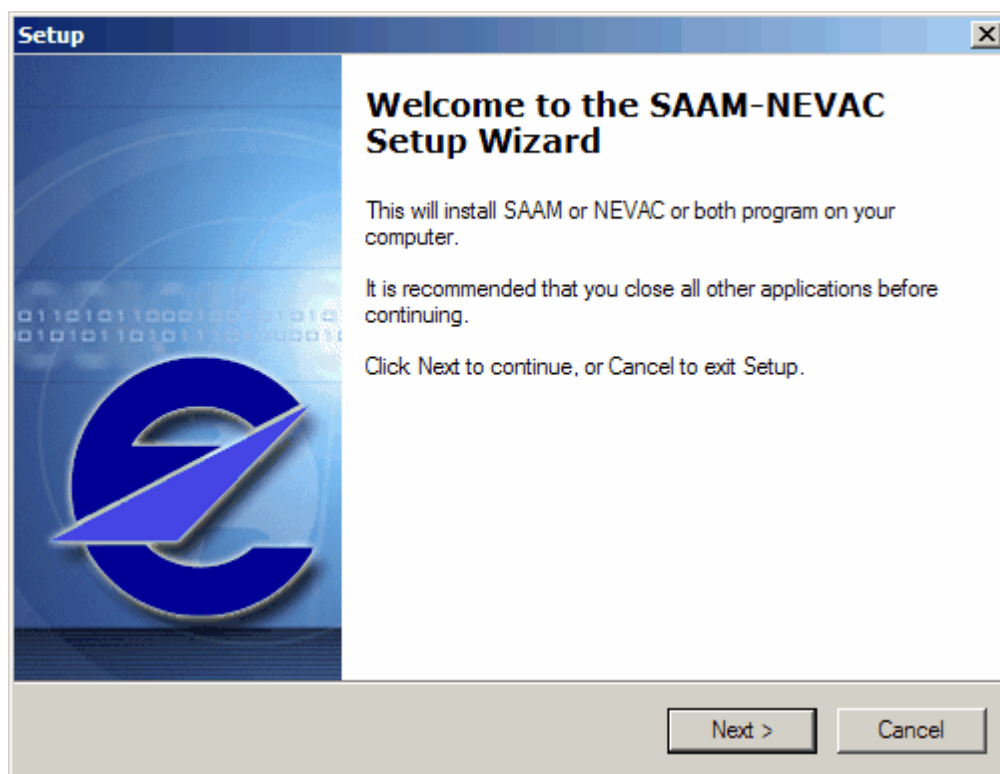 Setup
Welcome to the SAAM-NEVAC
Setup Wizard
This will install SAAM or NEVAC or both program on your
computer.
It is recommended that you close all other applications before
continuing.
Click Next to continue, or Cancel to exit Setup.
Next >
Cancel